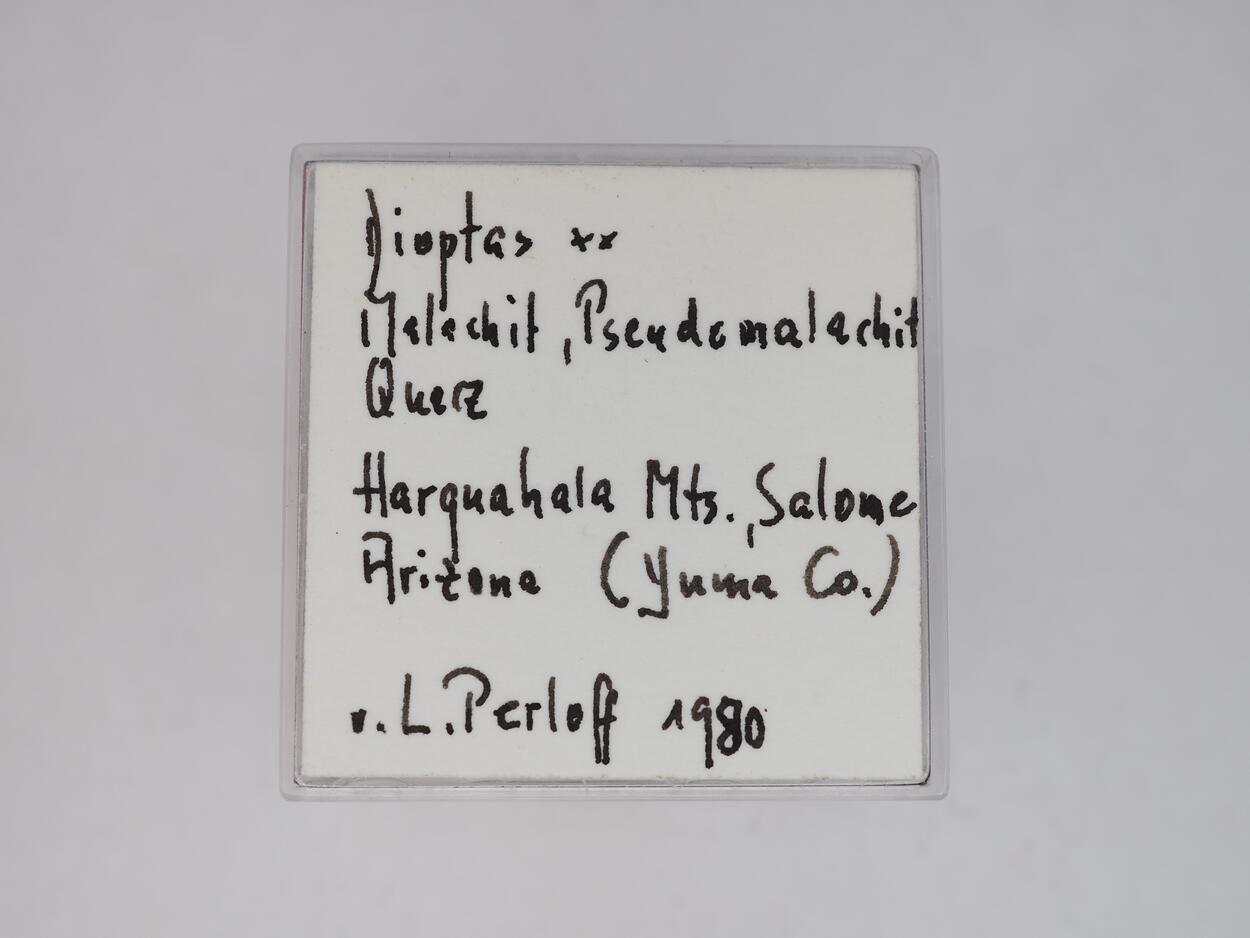 Dioptas xx
Malachit, Pseudomalachit
Quarz
Harquahala Mts., Salome
Arizona (Yuma Co.)
v. L. Perloff 1980